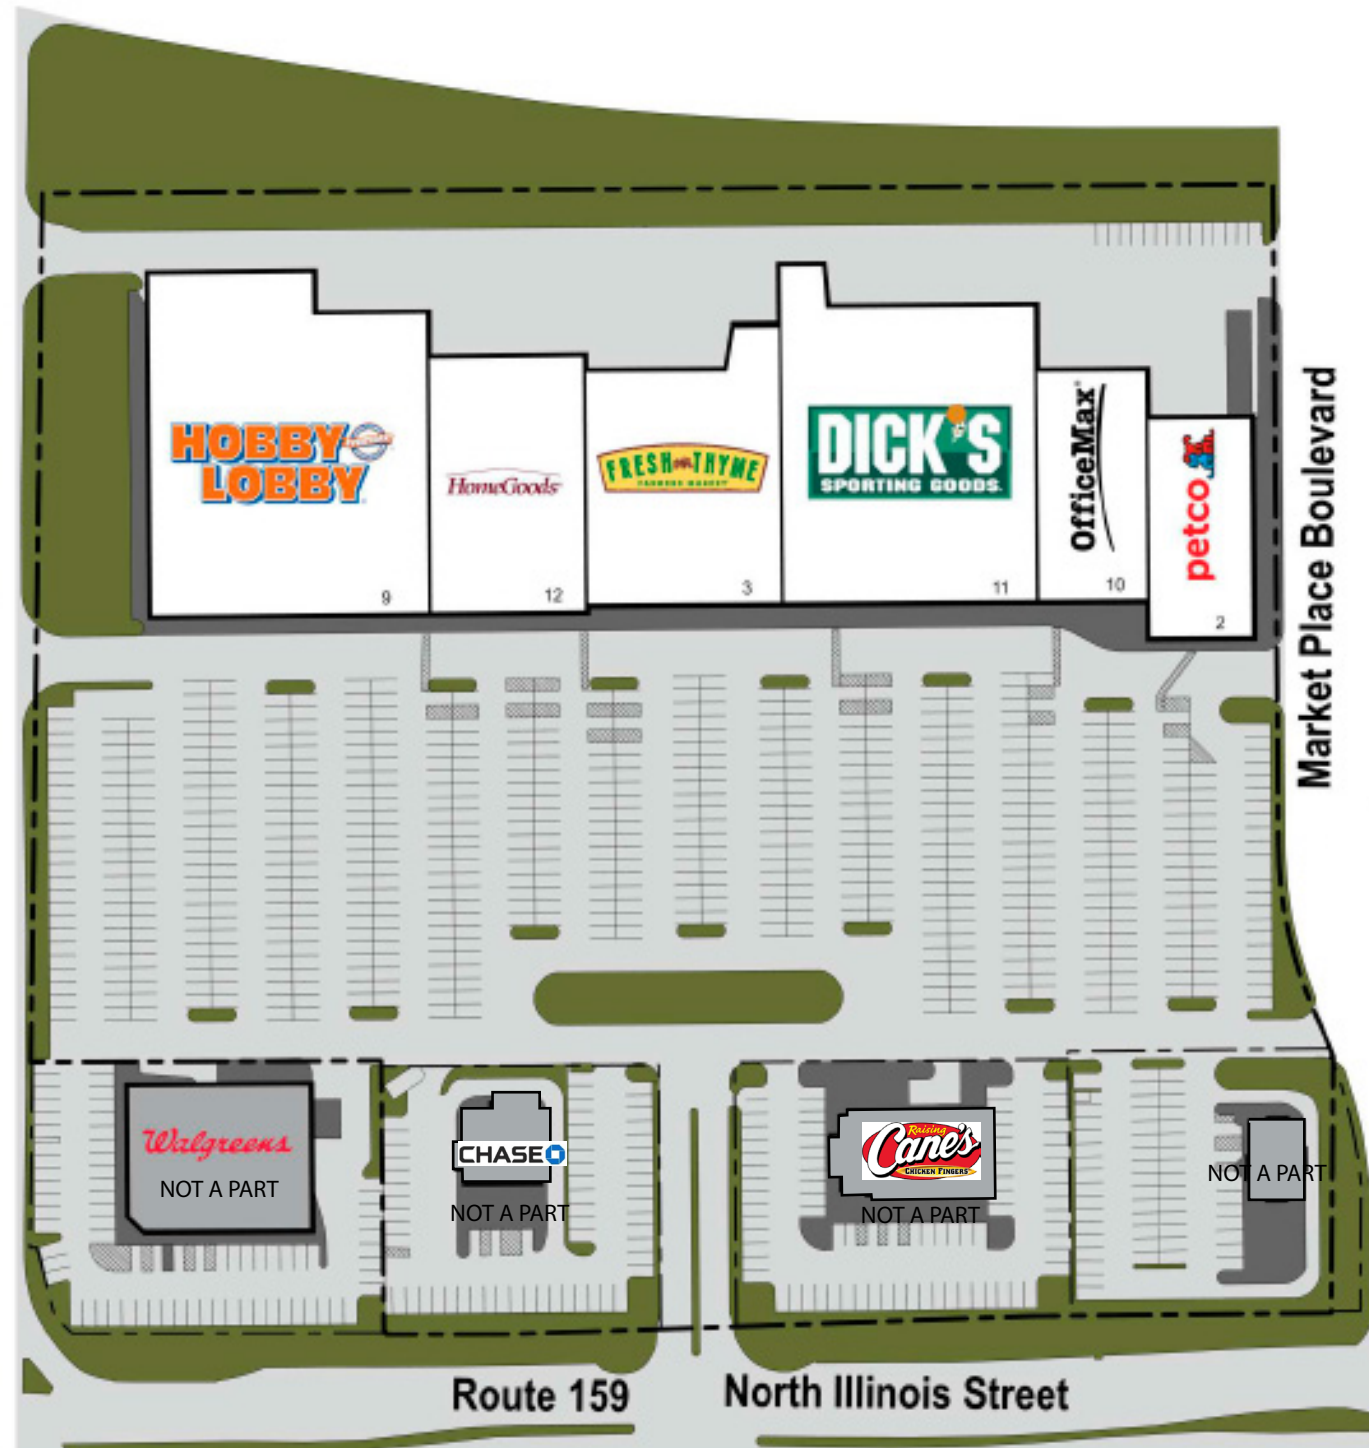 HOBBY
LOBBY
9
HomeGoods
12
FRESH THYME
FARMERS MARKET
3
DICK'S
SPORTING GOODS
11
OfficeMax
10
petco
2
Market Place Boulevard
Walgreens
NOT A PART
CHASE
NOT A PART
Raising
Cane's
CHICKEN FINGERS
NOT A PART
NOT A PART
Route 159
North Illinois Street